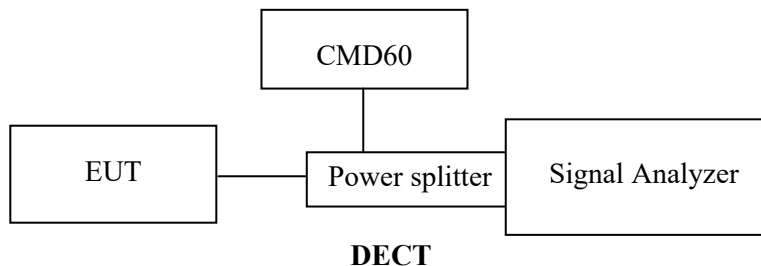 CMD60
EUT
Power splitter
Signal Analyzer
DECT